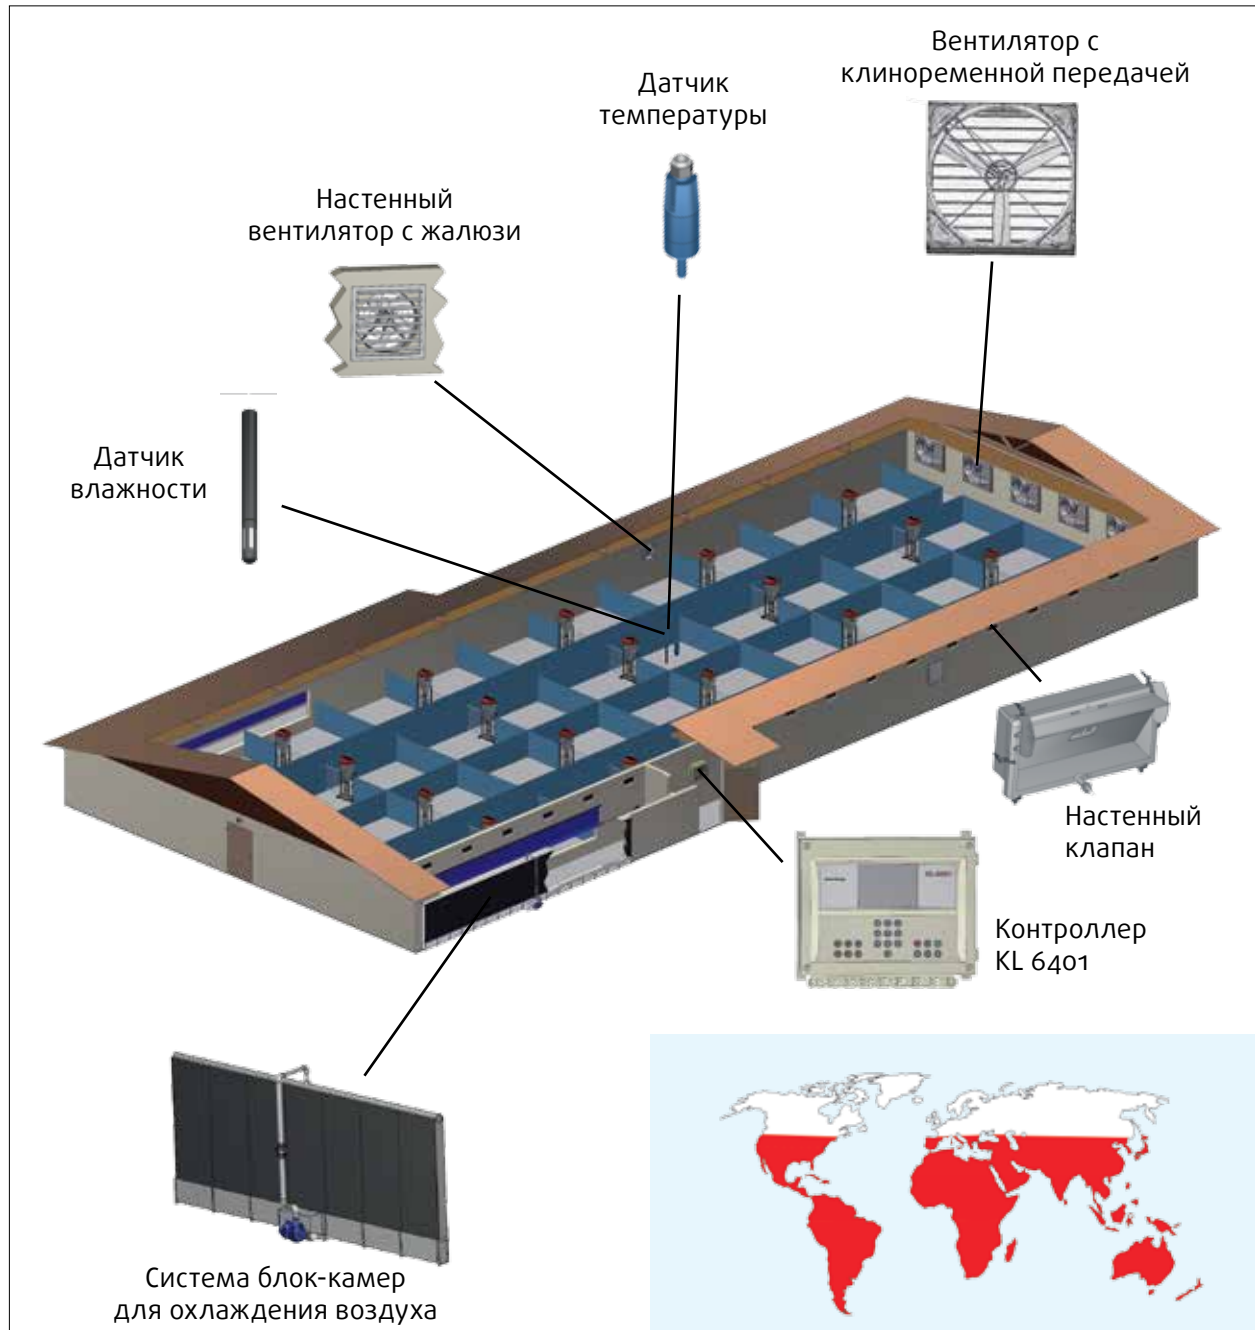 Вентилятор с
клиноременной передачей
Датчик
температуры
Настенный
вентилятор с жалюзи
Датчик
влажности
Настенный
клапан
Контроллер
KL 6401
Система блок-камер
для охлаждения воздуха